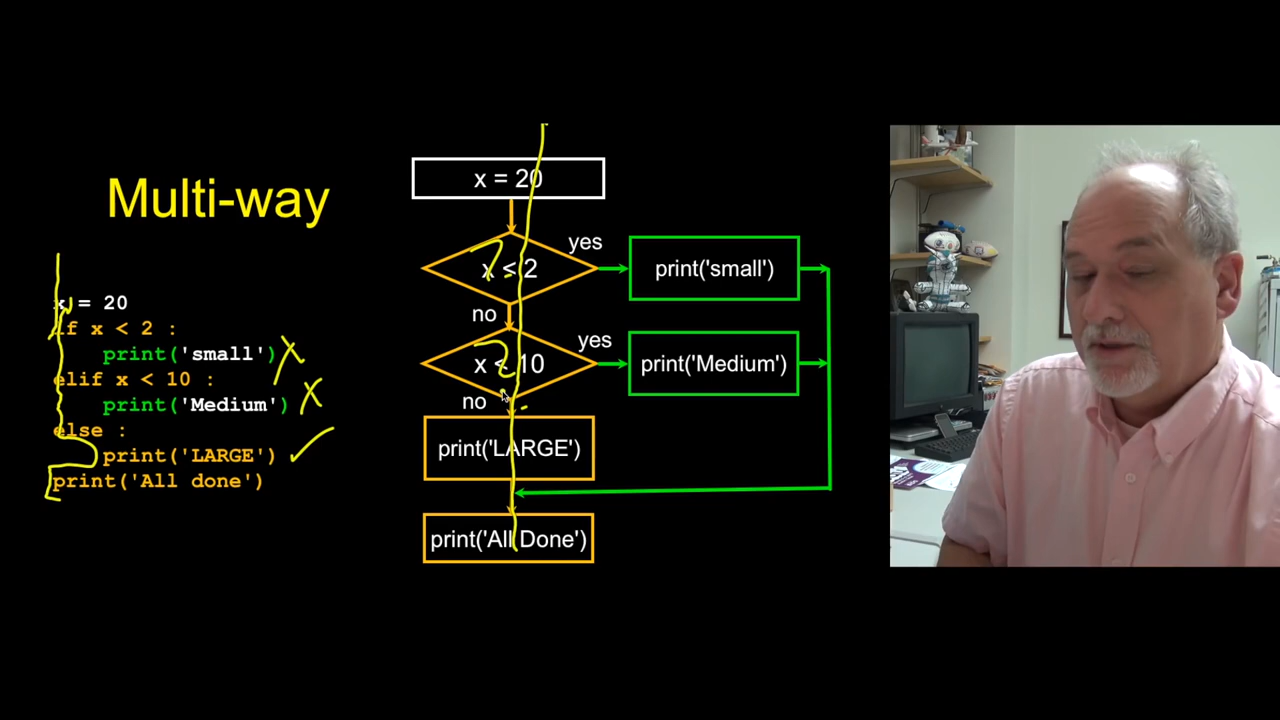 Multi-way
x = 20
if x < 2 :
print('small')
elif x < 10 :
print('Medium')
else :
print('LARGE')
print('All done')
x = 20
x < 2
yes
print('small')
no
x < 10
yes
print('Medium')
no
print('LARGE')
print('All Done')